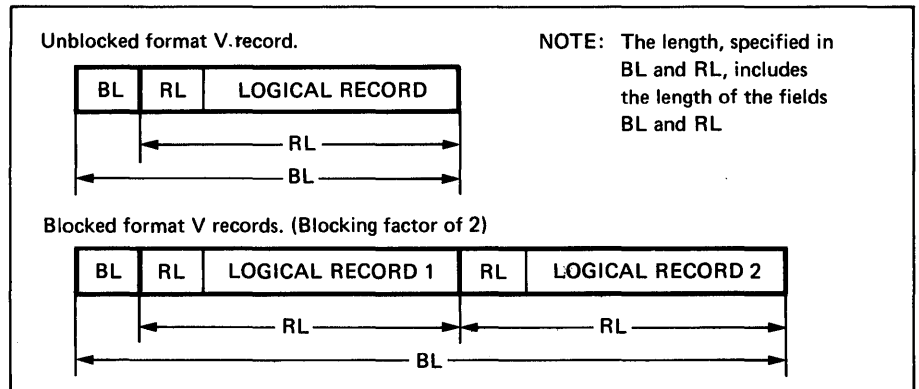 Unblocked format V record.
NOTE: The length, specified in
BL and RL, includes
the length of the fields
BL and RL
BL RL LOGICAL RECORD
RL
BL
Blocked format V records. (Blocking factor of 2)
BL RL LOGICAL RECORD 1 RL LOGICAL RECORD 2
RL RL
BL